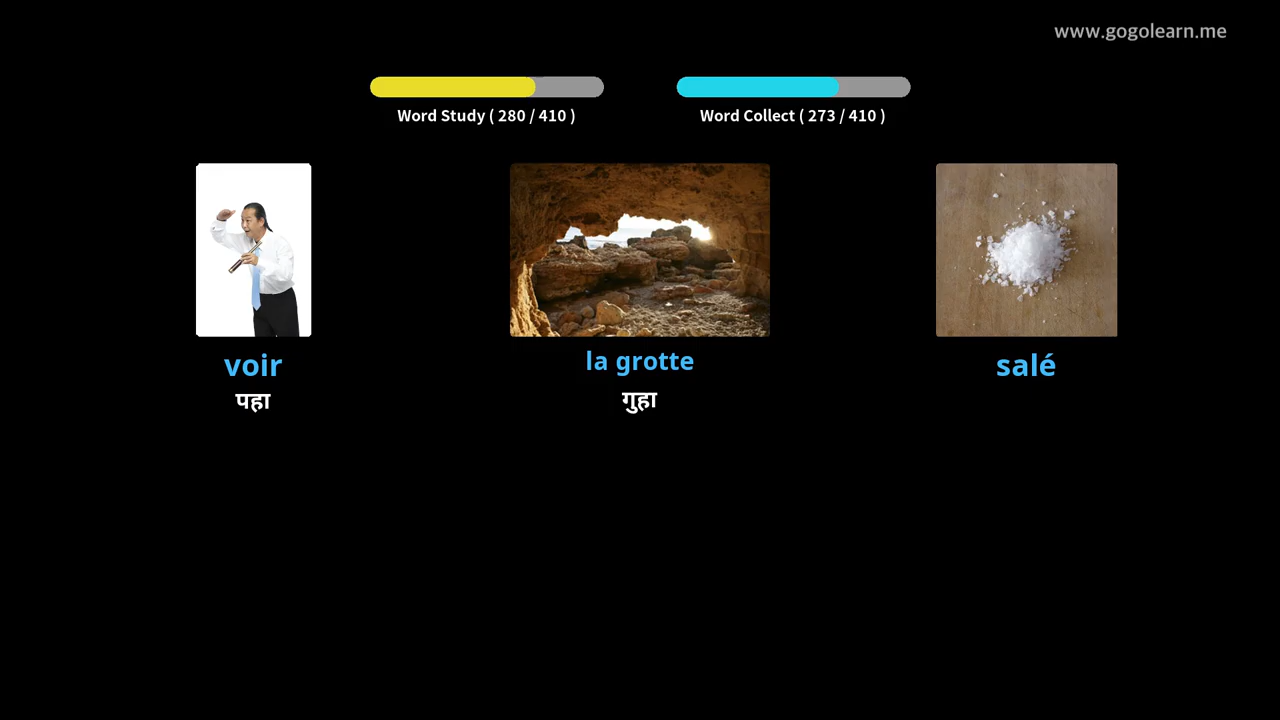 www.gogolearn.me
Word Study ( 280 / 410 )
Word Collect ( 273 / 410 )
voir
la grotte
salé
पहा
गुहा